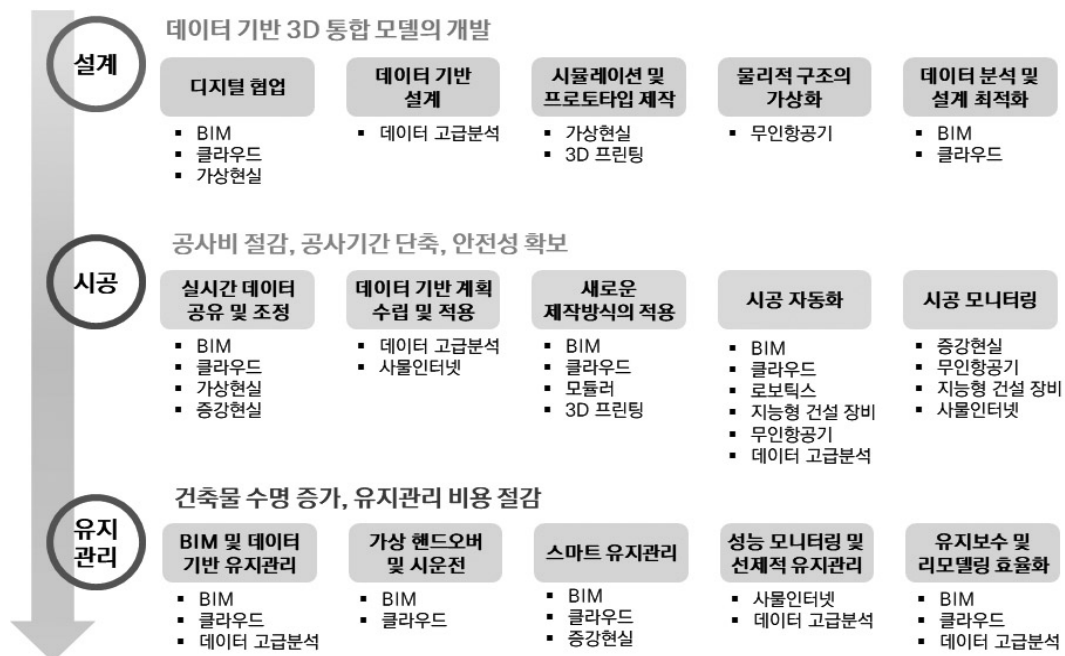 데이터 기반 3D 통합 모델의 개발
설계
디지털 협업
▪ BIM
▪ 클라우드
▪ 가상현실
데이터 기반
설계
▪ 데이터 고급분석
시뮬레이션 및
프로토타입 제작
▪ 가상현실
▪ 3D 프린팅
물리적 구조의
가상화
▪ 무인항공기
데이터 분석 및
설계 최적화
▪ BIM
▪ 클라우드
공사비 절감, 공사기간 단축, 안전성 확보
시공
실시간 데이터
공유 및 조정
▪ BIM
▪ 클라우드
▪ 가상현실
▪ 증강현실
데이터 기반 계획
수립 및 적용
▪ 데이터 고급분석
▪ 사물인터넷
새로운
제작방식의 적용
▪ BIM
▪ 클라우드
▪ 모듈러
▪ 3D 프린팅
시공 자동화
▪ BIM
▪ 클라우드
▪ 로보틱스
▪ 지능형 건설 장비
▪ 무인항공기
▪ 데이터 고급분석
시공 모니터링
▪ 증강현실
▪ 무인항공기
▪ 지능형 건설 장비
▪ 사물인터넷
건축물 수명 증가, 유지관리 비용 절감
유지
관리
BIM 및 데이터
기반 유지관리
▪ BIM
▪ 클라우드
▪ 데이터 고급분석
가상 핸드오버
및 시운전
▪ BIM
▪ 클라우드
스마트 유지관리
▪ BIM
▪ 클라우드
▪ 증강현실
성능 모니터링 및
선제적 유지관리
▪ 사물인터넷
▪ 데이터 고급분석
유지보수 및
리모델링 효율화
▪ BIM
▪ 클라우드
▪ 데이터 고급분석